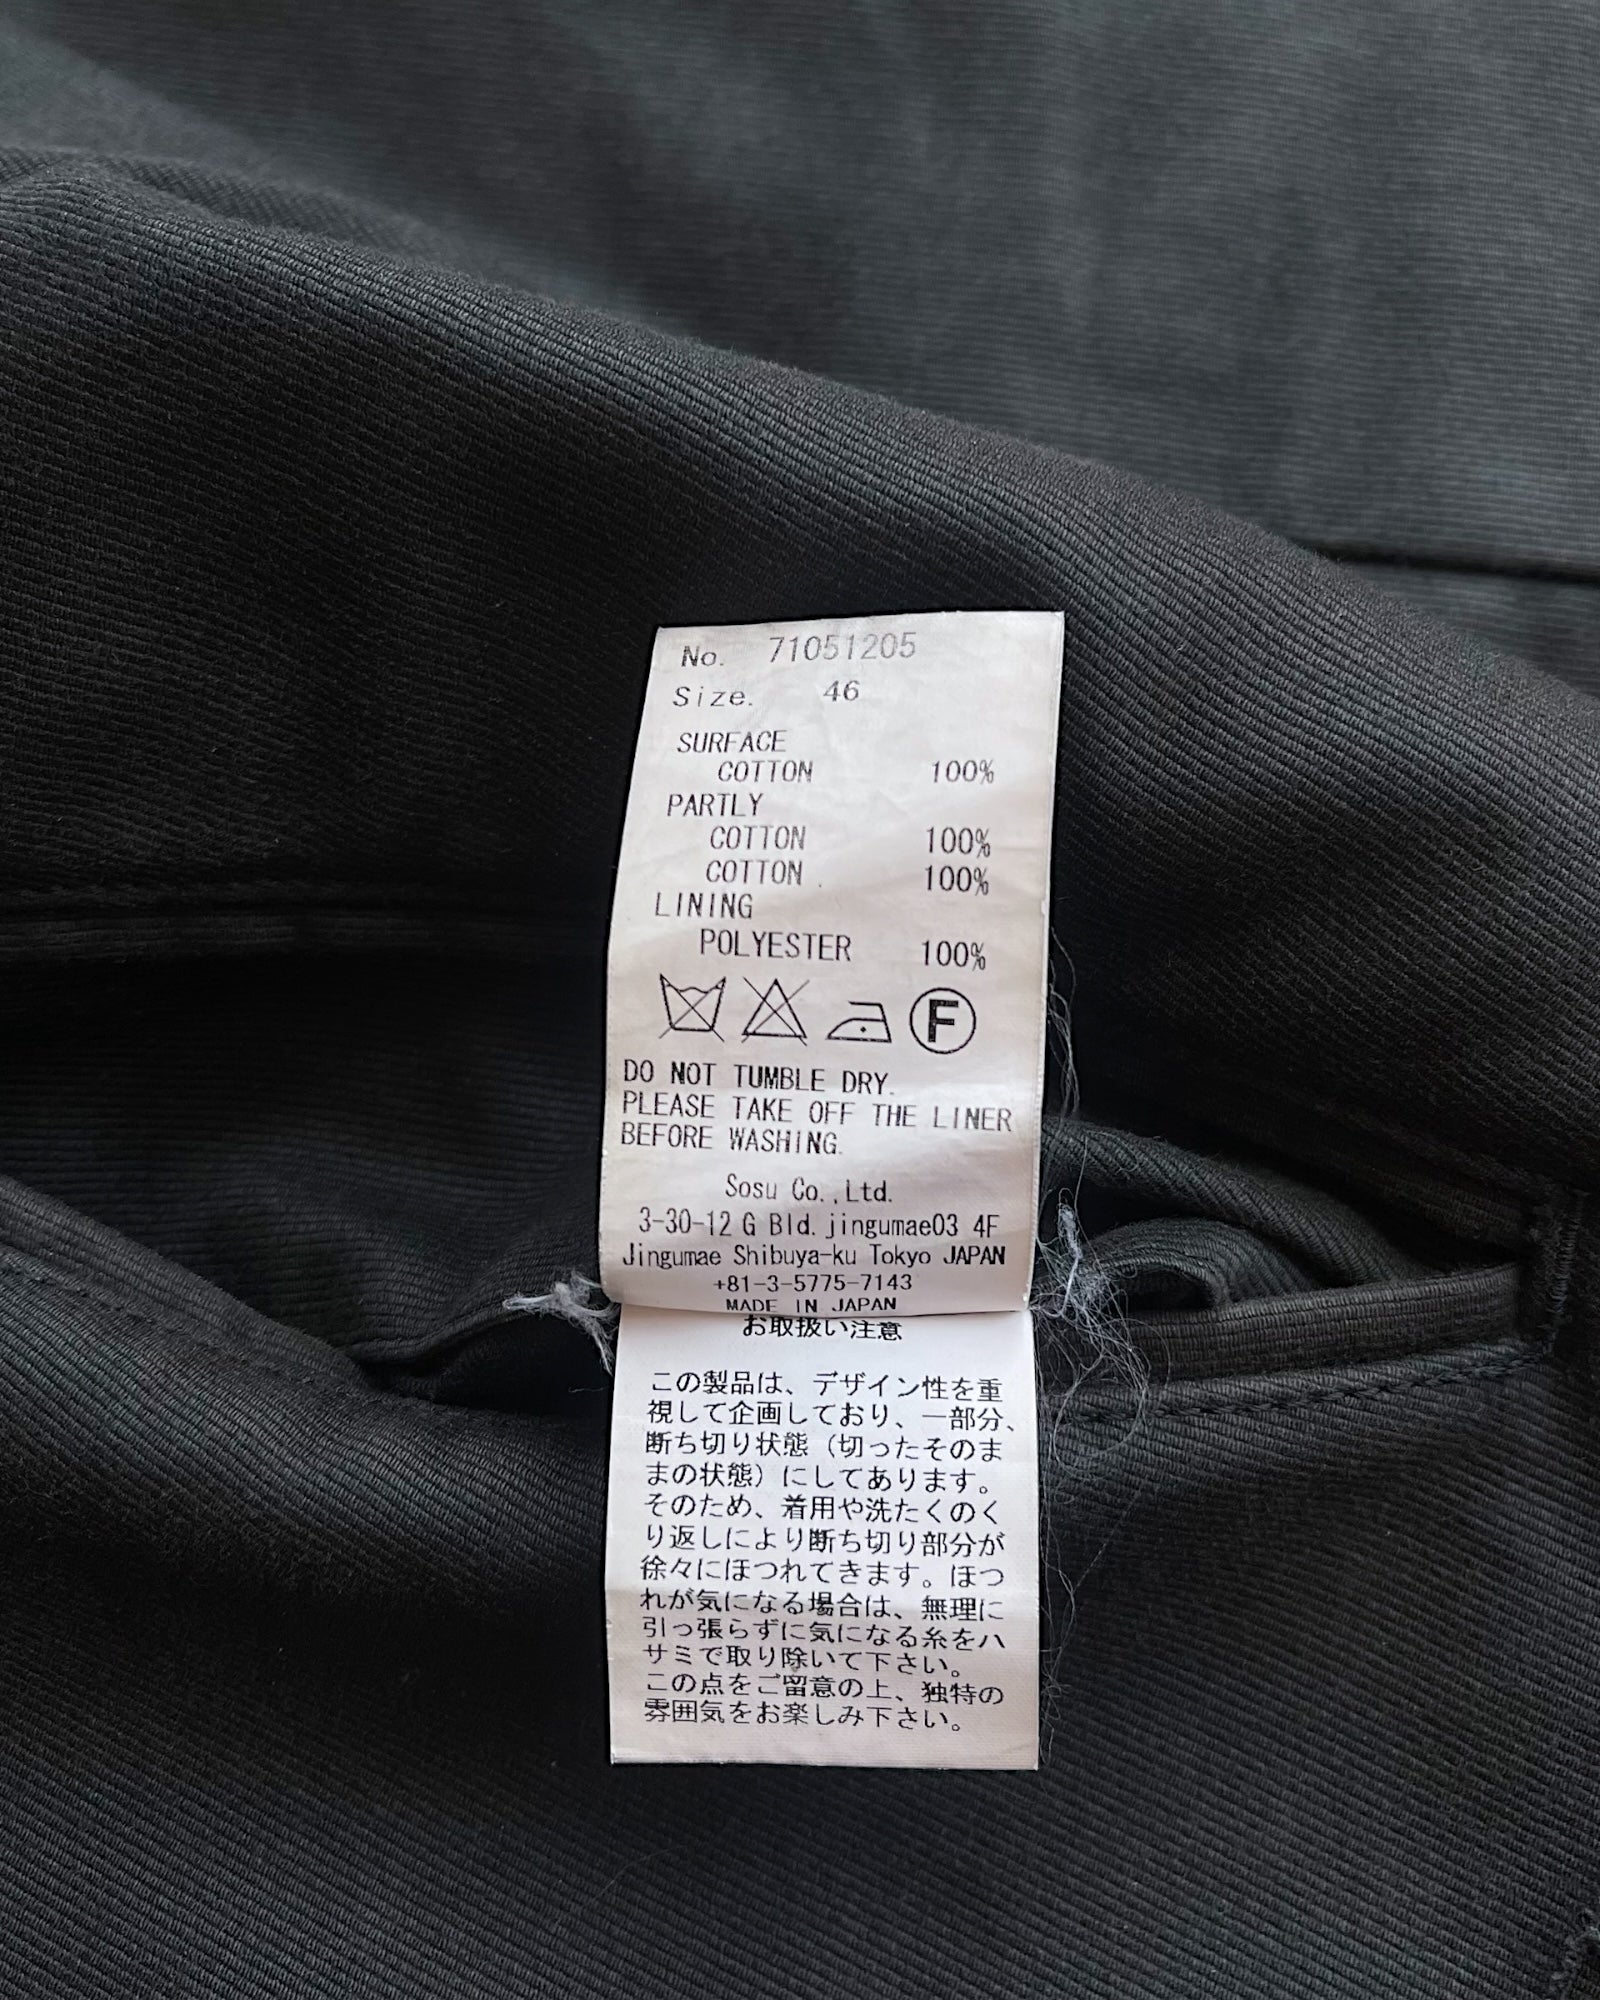 No. 71051205
Size. 46
SURFACE
COTTON 100%
PARTLY
COTTON 100%
COTTON 100%
LINING
POLYESTER 100%
F
DO NOT TUMBLE DRY.
PLEASE TAKE OFF THE LINER
BEFORE WASHING.
Sosu Co.,Ltd.
3-30-12 G Bld. jingumae03 4F
Jingumae Shibuya-ku Tokyo JAPAN
+81-3-5775-7143
MADE IN JAPAN
お取扱い注意
この製品は、デザイン性を重
視して企画しており、一部分、
断ち切り状態（切ったそのま
まの状態）にしてあります。
そのため、着用や洗たくのく
り返しにより断ち切り部分が
徐々にほつれてきます。ほつ
れが気になる場合は、無理に
引っ張らずに気になる糸をハ
サミで取り除いて下さい。
この点をご留意の上、独特の
雰囲気をお楽しみ下さい。